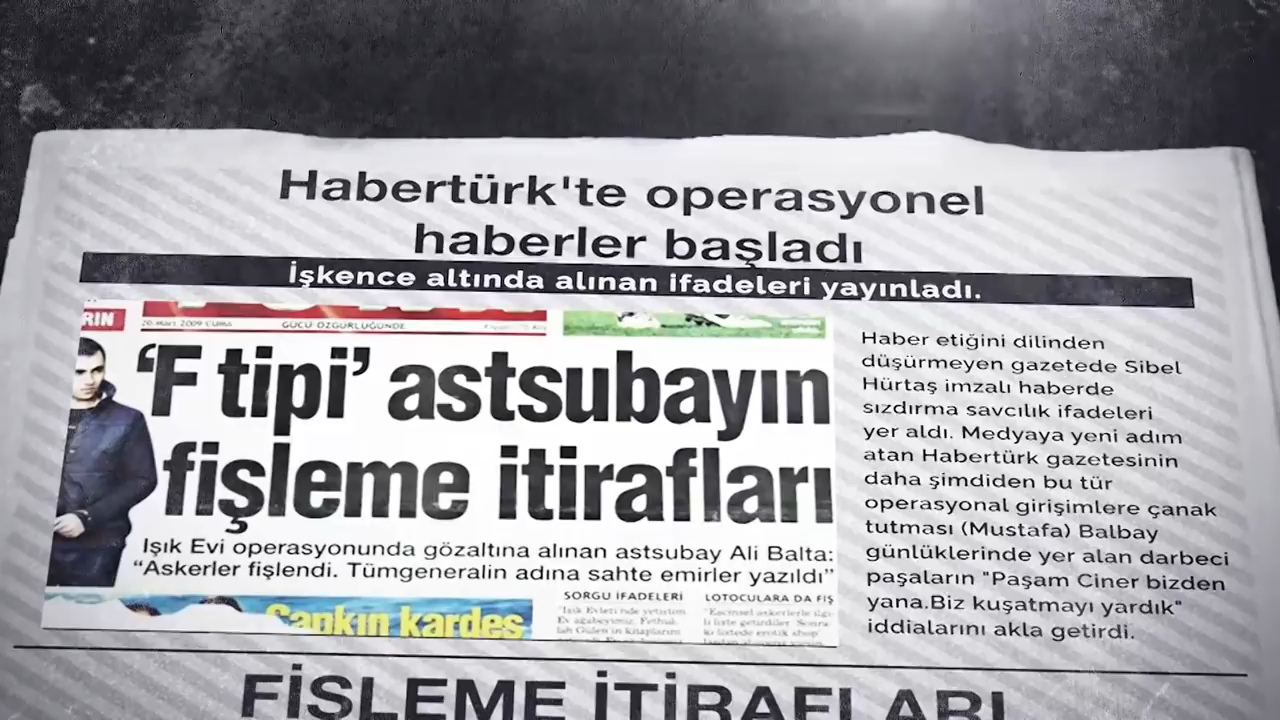 Habertürk'te operasyonel
haberler başladı
İşkence altında alınan ifadeleri yayınladı.
RIN
20 Mart 2009 CUMA
GÜCÜ ÖZGÜRLÜĞÜNDE
'F tipi' astsubayın
fişleme itirafları
Işık Evi operasyonunda gözaltına alınan astsubay Ali Balta:
"Askerler fişlendi. Tümgeneralin adına sahte emirler yazıldı"
Çapkın kardeş
SORGU İFADELERİ
LOTOCULARA DA FİŞ
Haber etiğini dilinden
düşürmeyen gazetede Sibel
Hürtaş imzalı haberde
sızdırma savcılık ifadeleri
yer aldı. Medyaya yeni adım
atan Habertürk gazetesinin
daha şimdiden bu tür
operasyonal girişimlere çanak
tutması (Mustafa) Balbay
günlüklerinde yer alan darbeci
paşaların "Paşam Ciner bizden
yana.Biz kuşatmayı yardık"
iddialarını akla getirdi.
FİŞLEME İTİRAFLARI